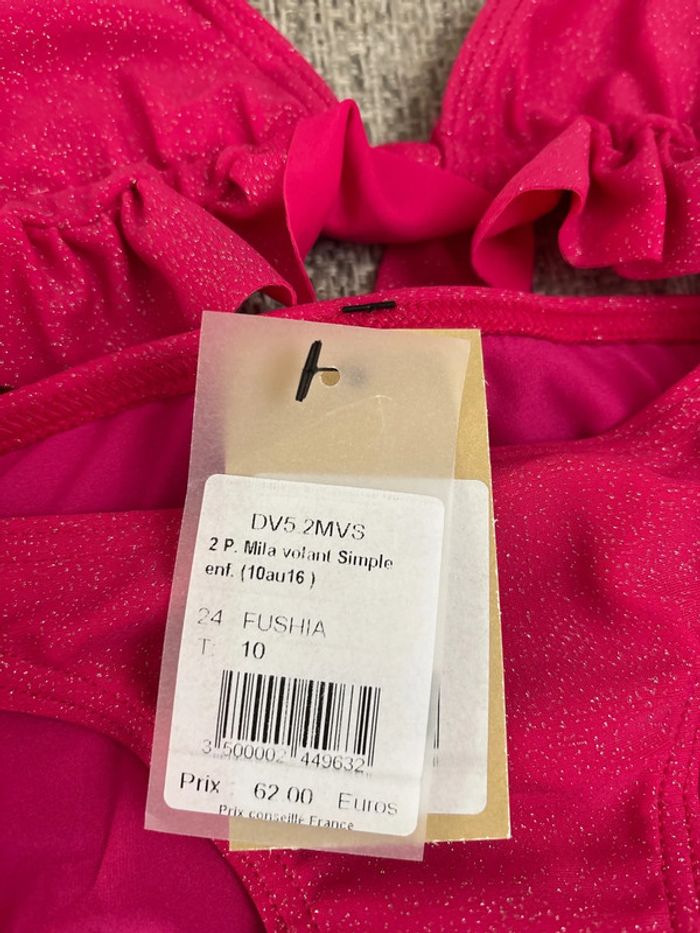 DV5.2MVS
2 P. Mila volant Simple
enf. (10au16 )
24 FUSHIA
T: 10
3 500002 449632
Prix : 62.00 Euros
Prix conseillé France